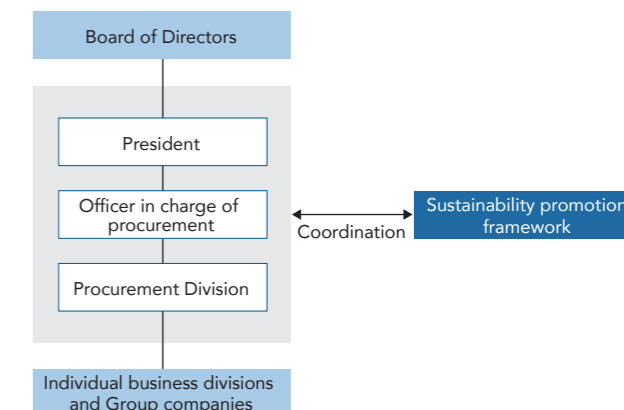 Board of Directors
President
Officer in charge of
procurement
Coordination
Sustainability promotion
framework
Procurement Division
Individual business divisions
and Group companies